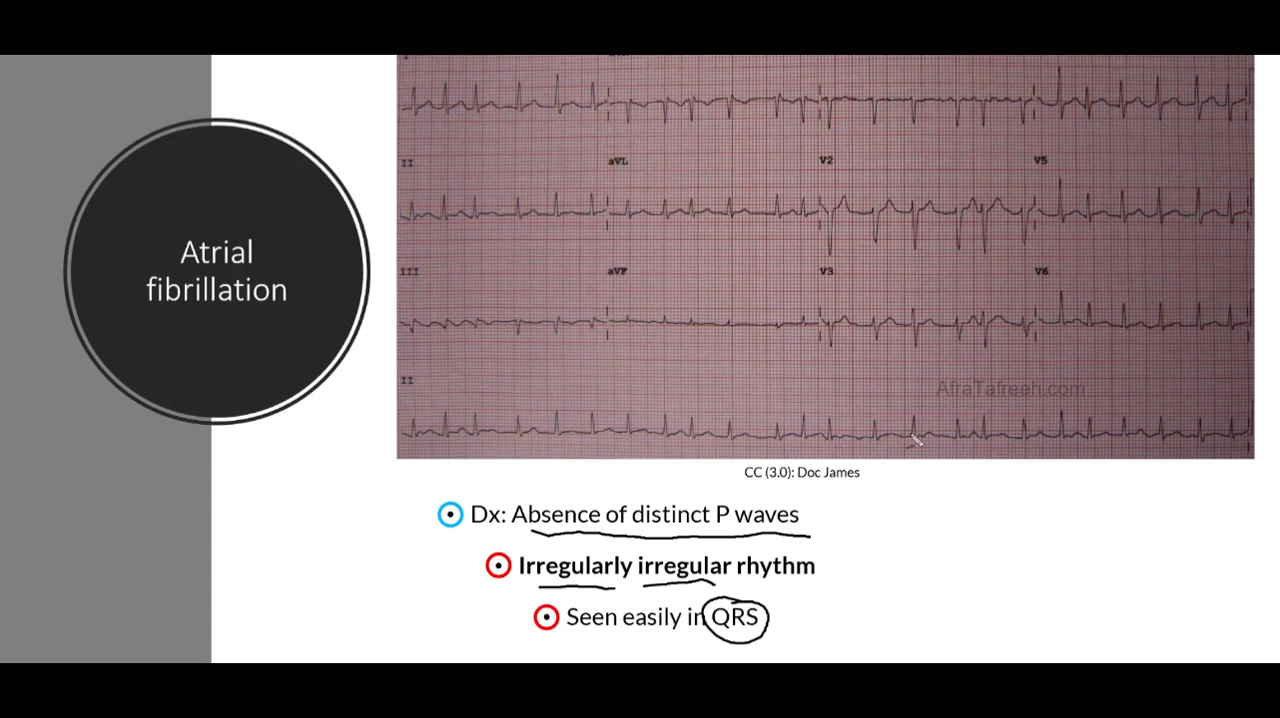 Atrial
fibrillation
I
II
aVL
V2
V5
III
aVF
V3
V6
II
AfraTafreeh.com
CC (3.0): Doc James
Dx: Absence of distinct P waves
Irregularly irregular rhythm
Seen easily in QRS